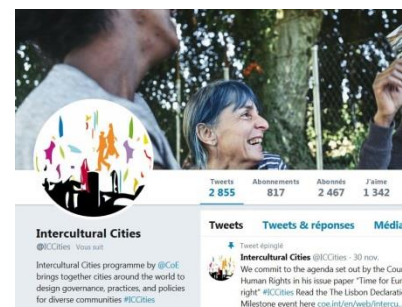 Tweets Abonnements Abonnés J'aime
2 855 817 2 467 1 342
Intercultural Cities
@ICCities Vous suit
Intercultural Cities programme by @CoE
brings together cities around the world to
design governance, practices, and policies
for diverse communities #ICCities
Tweets Tweets & réponses Média
Tweet épinglé
Intercultural Cities @ICCities · 30 nov.
We commit to the agenda set out by the Cour
Human Rights in his issue paper "Time for Eur
right" #ICCities Read the The Lisbon Declarati
Milestone event here coe.int/en/web/intercu..